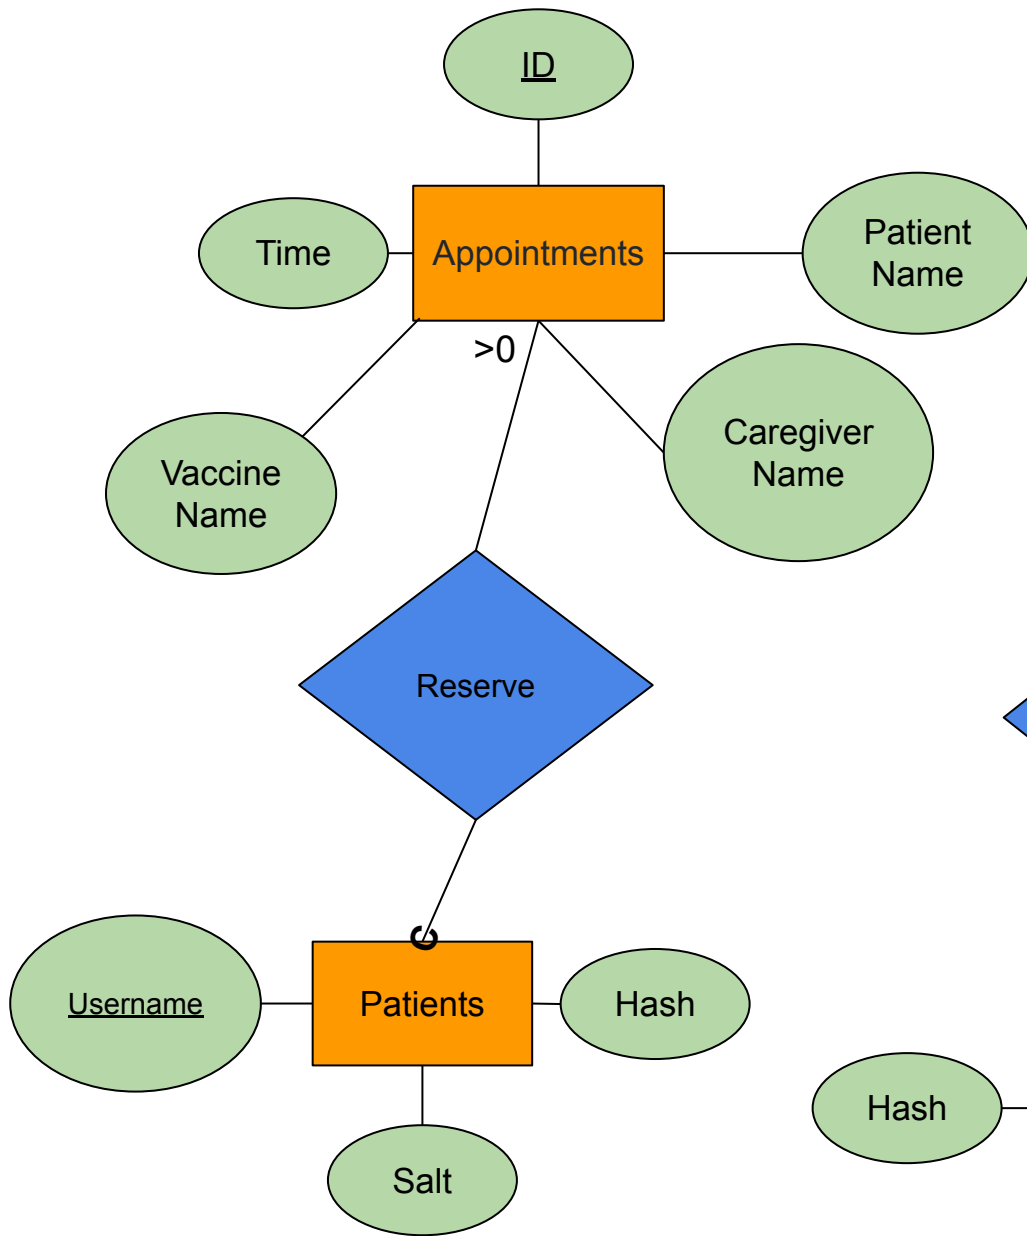 ID
Time
Appointments
Patient
Name
>0
Caregiver
Name
Vaccine
Name
Reserve
Username
Patients
Hash
Hash
Salt